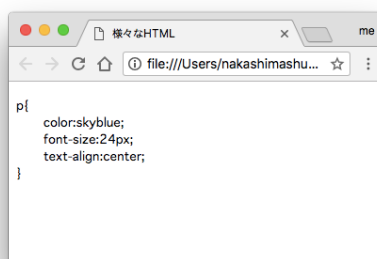 様々なHTML
me
file:///Users/nakashimashu...
p{
color:skyblue;
font-size:24px;
text-align:center;
}